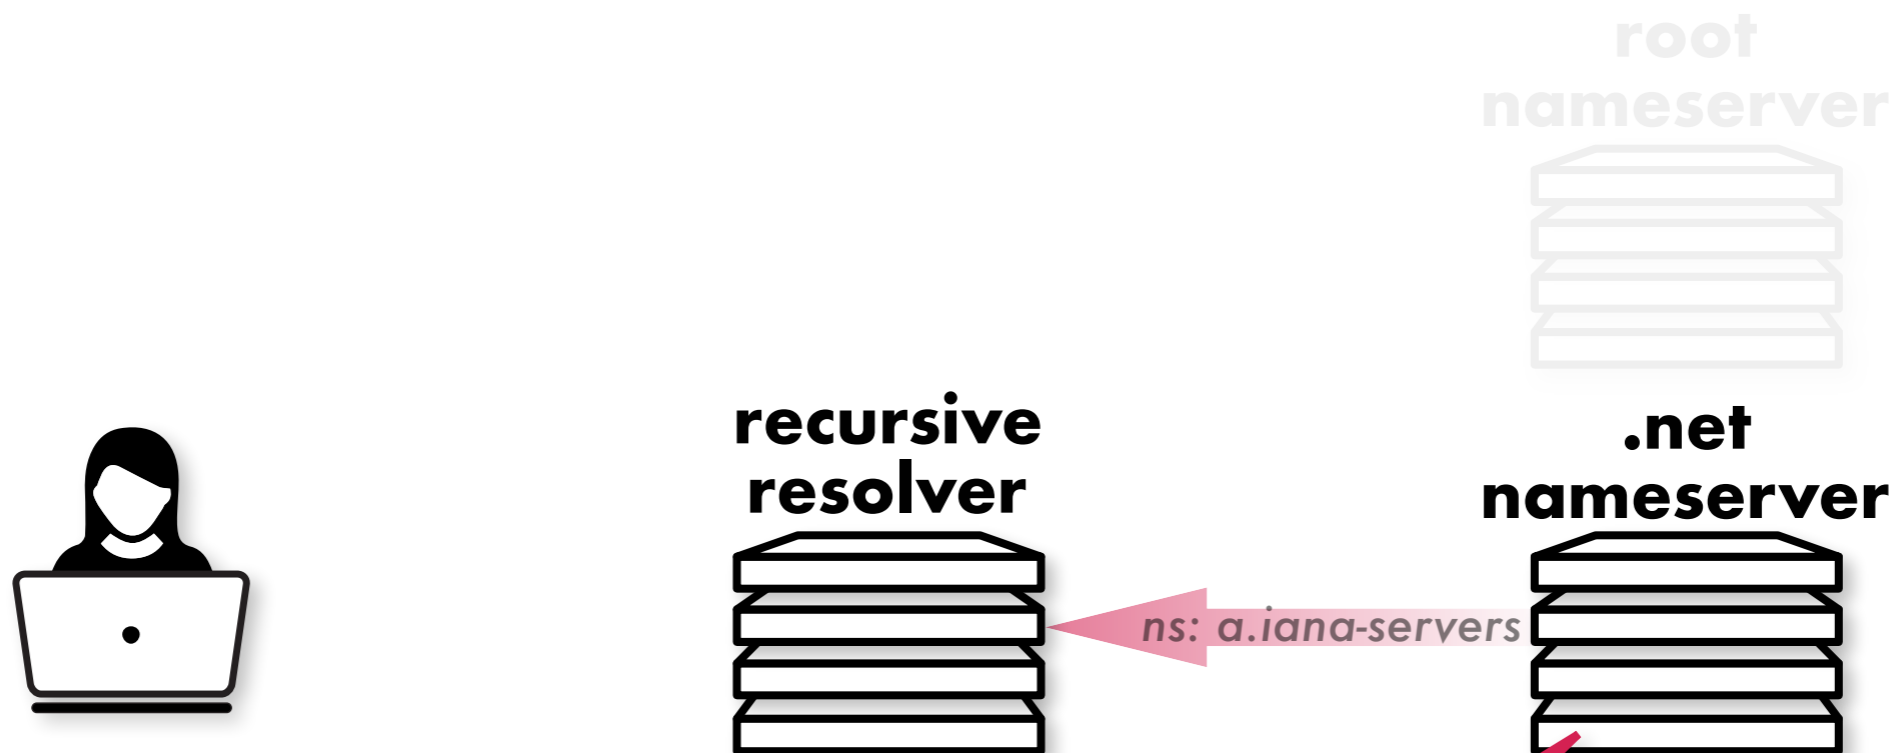 root
nameserver
recursive
resolver
.net
nameserver
ns: a.iana-servers